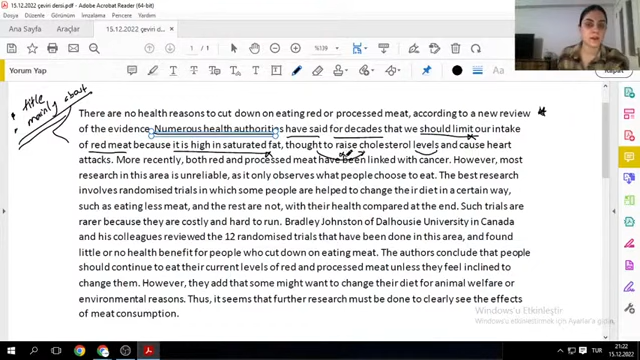 15.12.2022 çeviri dersi.pdf - Adobe Acrobat Reader (64-bit)
Dosya Düzenle Görünüm İmza Pencere Yardım
Ana Sayfa Araçlar 15.12.2022 çeviri d... ×
%139
Yorum Yap
title
mainly about
There are no health reasons to cut down on eating red or processed meat, according to a new review
of the evidence. Numerous health authorities have said for decades that we should limit our intake
of red meat because it is high in saturated fat, thought to raise cholesterol levels and cause heart
attacks. More recently, both red and processed meat have been linked with cancer. However, most
research in this area is unreliable, as it only observes what people choose to eat. The best research
involves randomised trials in which some people are helped to change their diet in a certain way,
such as eating less meat, and the rest are not, with their health compared at the end. Such trials are
rarer because they are costly and hard to run. Bradley Johnston of Dalhousie University in Canada
and his colleagues reviewed the 12 randomised trials that have been done in this area, and found
little or no health benefit for people who cut down on eating meat. The authors conclude that people
should continue to eat their current levels of red and processed meat unless they feel inclined to
change them. However, they add that some might want to change their diet for animal welfare or
environmental reasons. Thus, it seems that further research must be done to clearly see the effects
of meat consumption.
Windows'u Etkinleştir
Windows'u etkinleştirmek için Ayarlar'a gidin.
TUR
21:22
15.12.2022